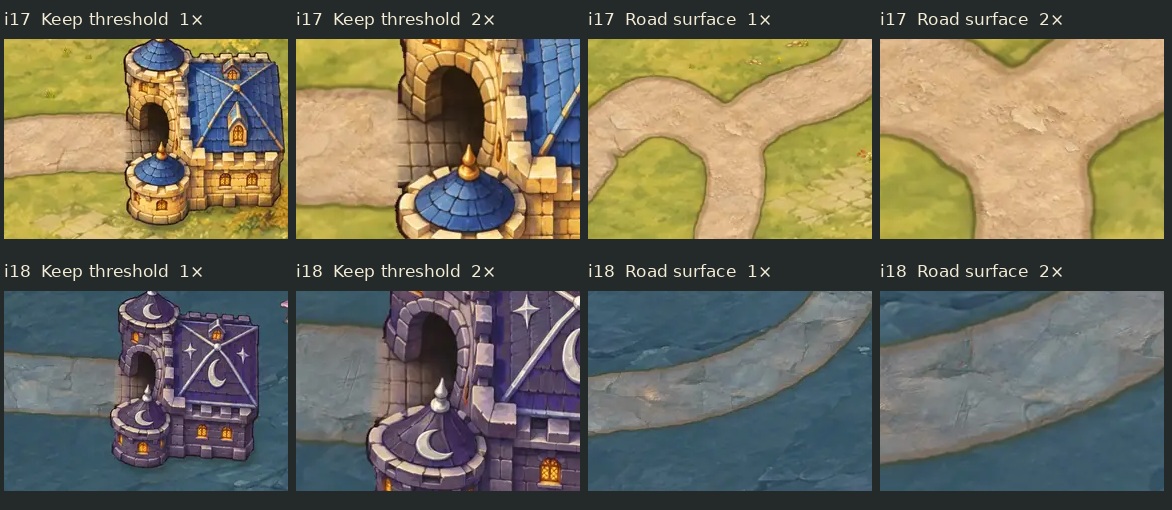 i17  Keep threshold  1×
i17  Keep threshold  2×
i17  Road surface  1×
i17  Road surface  2×
i18  Keep threshold  1×
i18  Keep threshold  2×
i18  Road surface  1×
i18  Road surface  2×